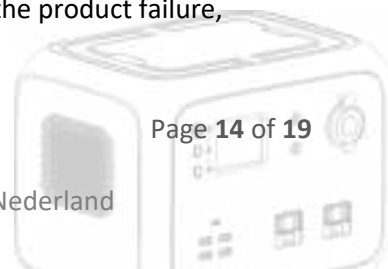 the product failure,
Page 14 of 19
Nederland